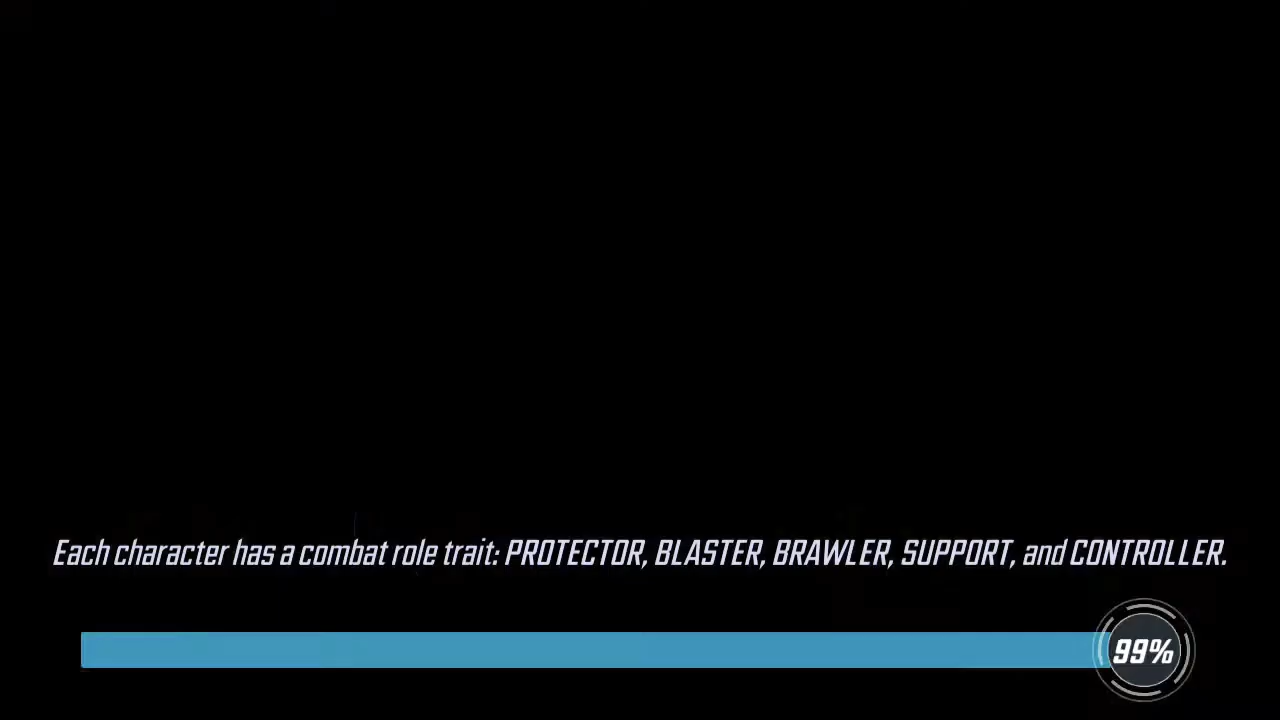 Each character has a combat role trait: PROTECTOR, BLASTER, BRAWLER, SUPPORT, and CONTROLLER.
99%